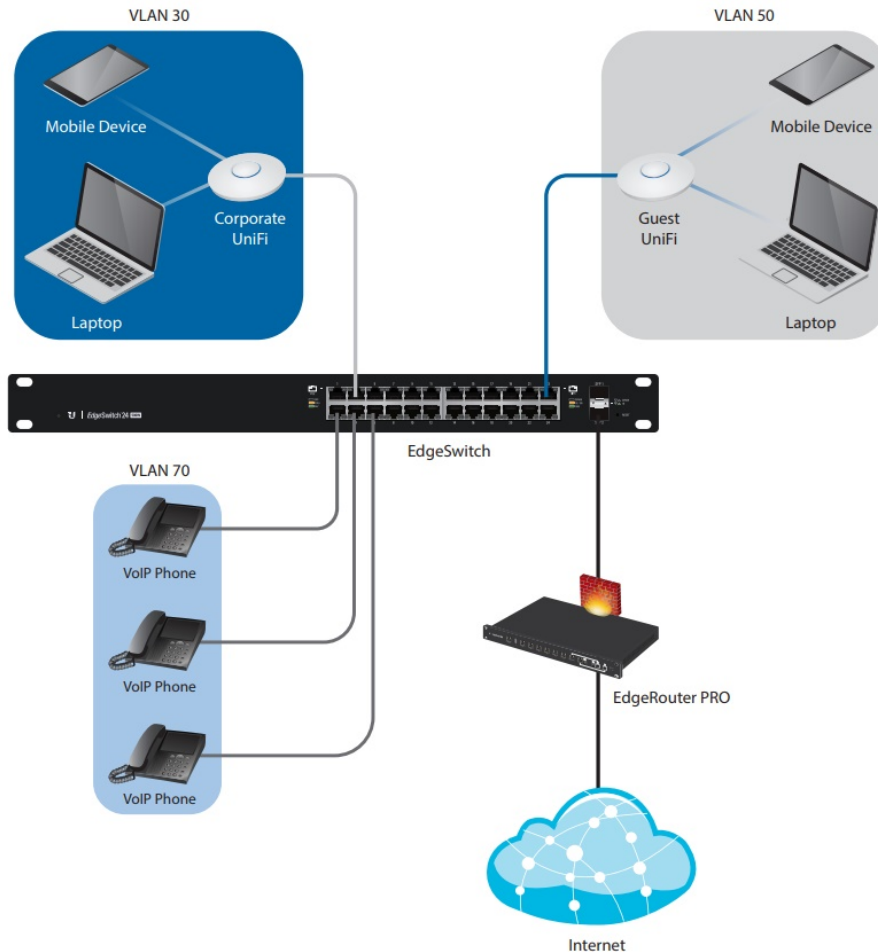 VLAN 30
VLAN 50
Mobile Device
Mobile Device
Corporate
UniFi
Guest
UniFi
Laptop
Laptop
EdgeSwitch 24
EdgeSwitch
VLAN 70
VoIP Phone
VoIP Phone
VoIP Phone
EdgeRouter PRO
Internet